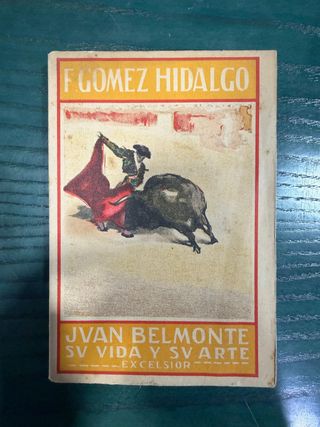 F. GOMEZ HIDALGO
JVAN BELMONTE
SV VIDA Y SV ARTE
EXCELSIOR